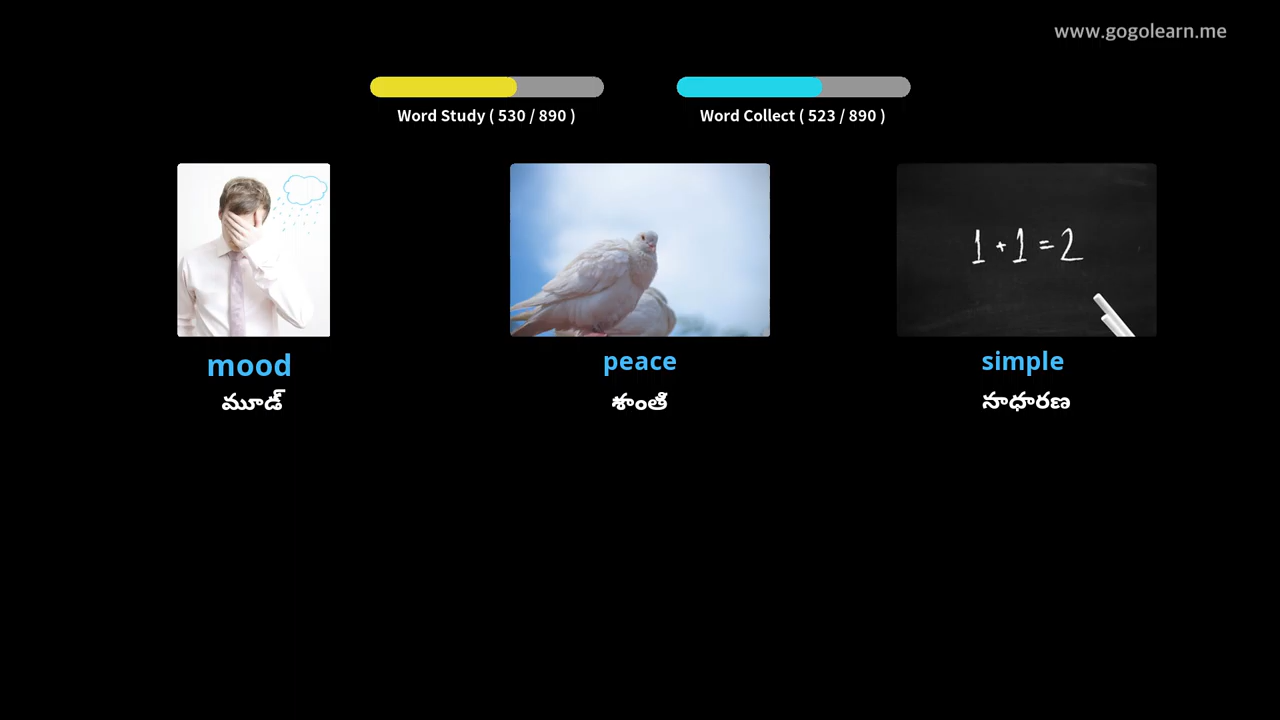 www.gogolearn.me
Word Study ( 530 / 890 )
Word Collect ( 523 / 890 )
1 + 1 = 2
mood
peace
simple
మూడ్
శాంతి
సాధారణ